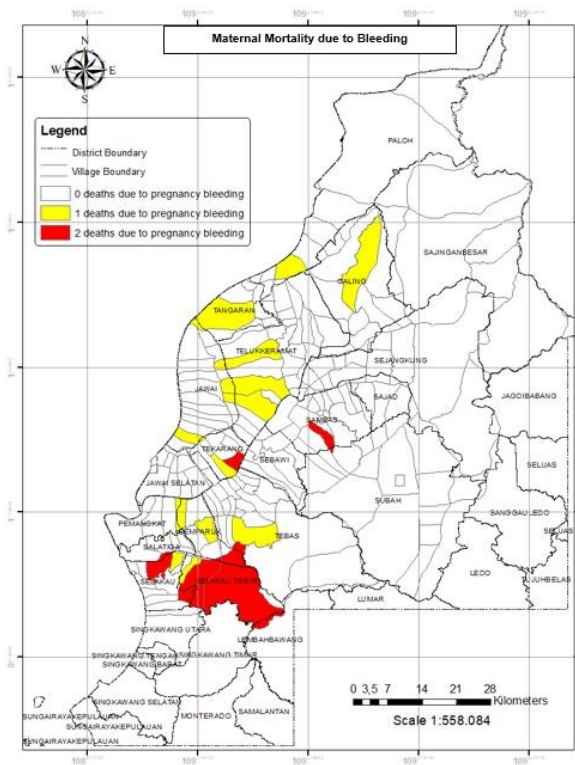 Maternal Mortality due to Bleeding
N
W E
S
Legend
District Boundary
Village Boundary
0 deaths due to pregnancy bleeding
1 deaths due to pregnancy bleeding
2 deaths due to pregnancy bleeding
PALOH
SAJINGANBESAR
GALING
TANGARAN
TELUKKERAMAT
SEJANGKUNG
JAWAI
SAJAD
JAGOIBABANG
SAMBAS
TEKARANG
SEBAWI
SELUAS
JAWAI SELATAN
SUBAH
SANGGAU LEDO
SELUAS
PEMANGKAT
SEMPARUK
TEBAS
SALATIGA
LEDO
TUJUHBELAS
SELAKAU
SELAKAU TIMUR
LUMAR
SINGKAWANG UTARA
LEMBAHBAWANG
SINGKAWANG TENGAH
SINGKAWANG TIMUR
SINGKAWANG BARAT
SINGKAWANG SELATAN
SUNGAIRAYAKEPULAUAN
MONTERADO
SAMALANTAN
SUNGAIRAYAKEPULAUAN
SUNGAIRAYAKEPULAUAN
0 3,5 7 14 21 28
Kilometers
Scale 1:558.084